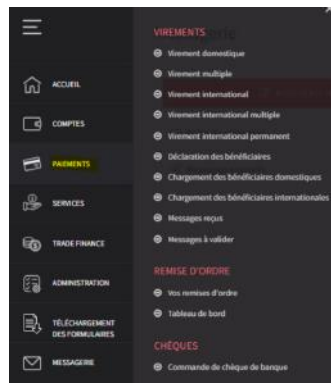 ACCUEIL
COMPTES
PAIEMENTS
SERVICES
TRADE FINANCE
ADMINISTRATION
TÉLÉCHARGEMENT
DES FORMULAIRES
MESSAGERIE
VIREMENTS
Virement domestique
Virement multiple
Virement international
Virement international multiple
Virement international permanent
Déclaration des bénéficiaires
Chargement des bénéficiaires domestiques
Chargement des bénéficiaires internationales
Messages reçus
Messages à valider
REMISE D'ORDRE
Vos remises d'ordre
Tableau de bord
CHÈQUES
Commande de chèque de banque